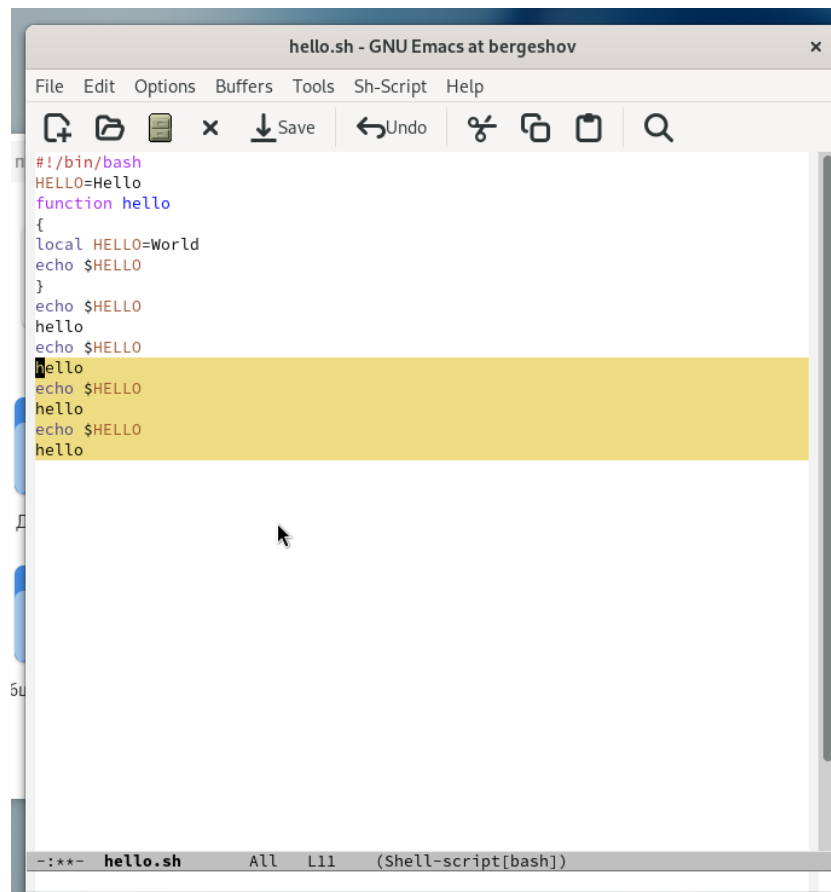 hello.sh - GNU Emacs at bergeshov
File Edit Options Buffers Tools Sh-Script Help
Save Undo
#!/bin/bash
HELLO=Hello
function hello
{
local HELLO=World
echo $HELLO
}
echo $HELLO
hello
echo $HELLO
hello
echo $HELLO
hello
echo $HELLO
hello
-:**- hello.sh All L11 (Shell-script[bash])